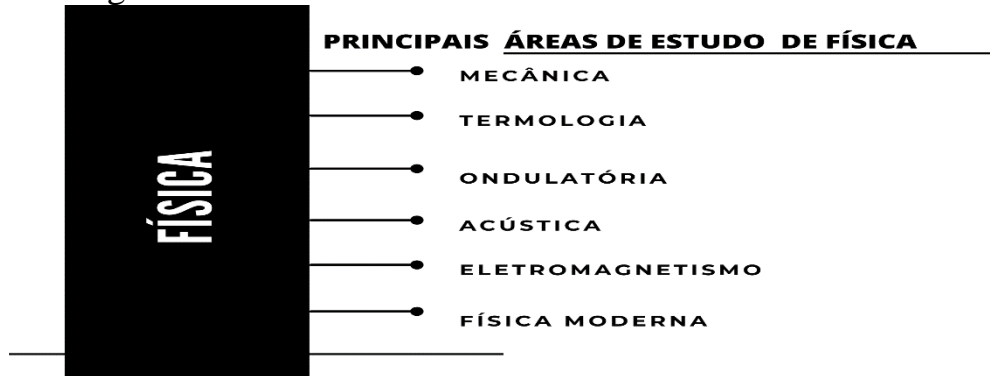 PRINCIPAIS ÁREAS DE ESTUDO DE FÍSICA
FÍSICA
MECÂNICA
TERMOLOGIA
ONDULATÓRIA
ACÚSTICA
ELETROMAGNETISMO
FÍSICA MODERNA